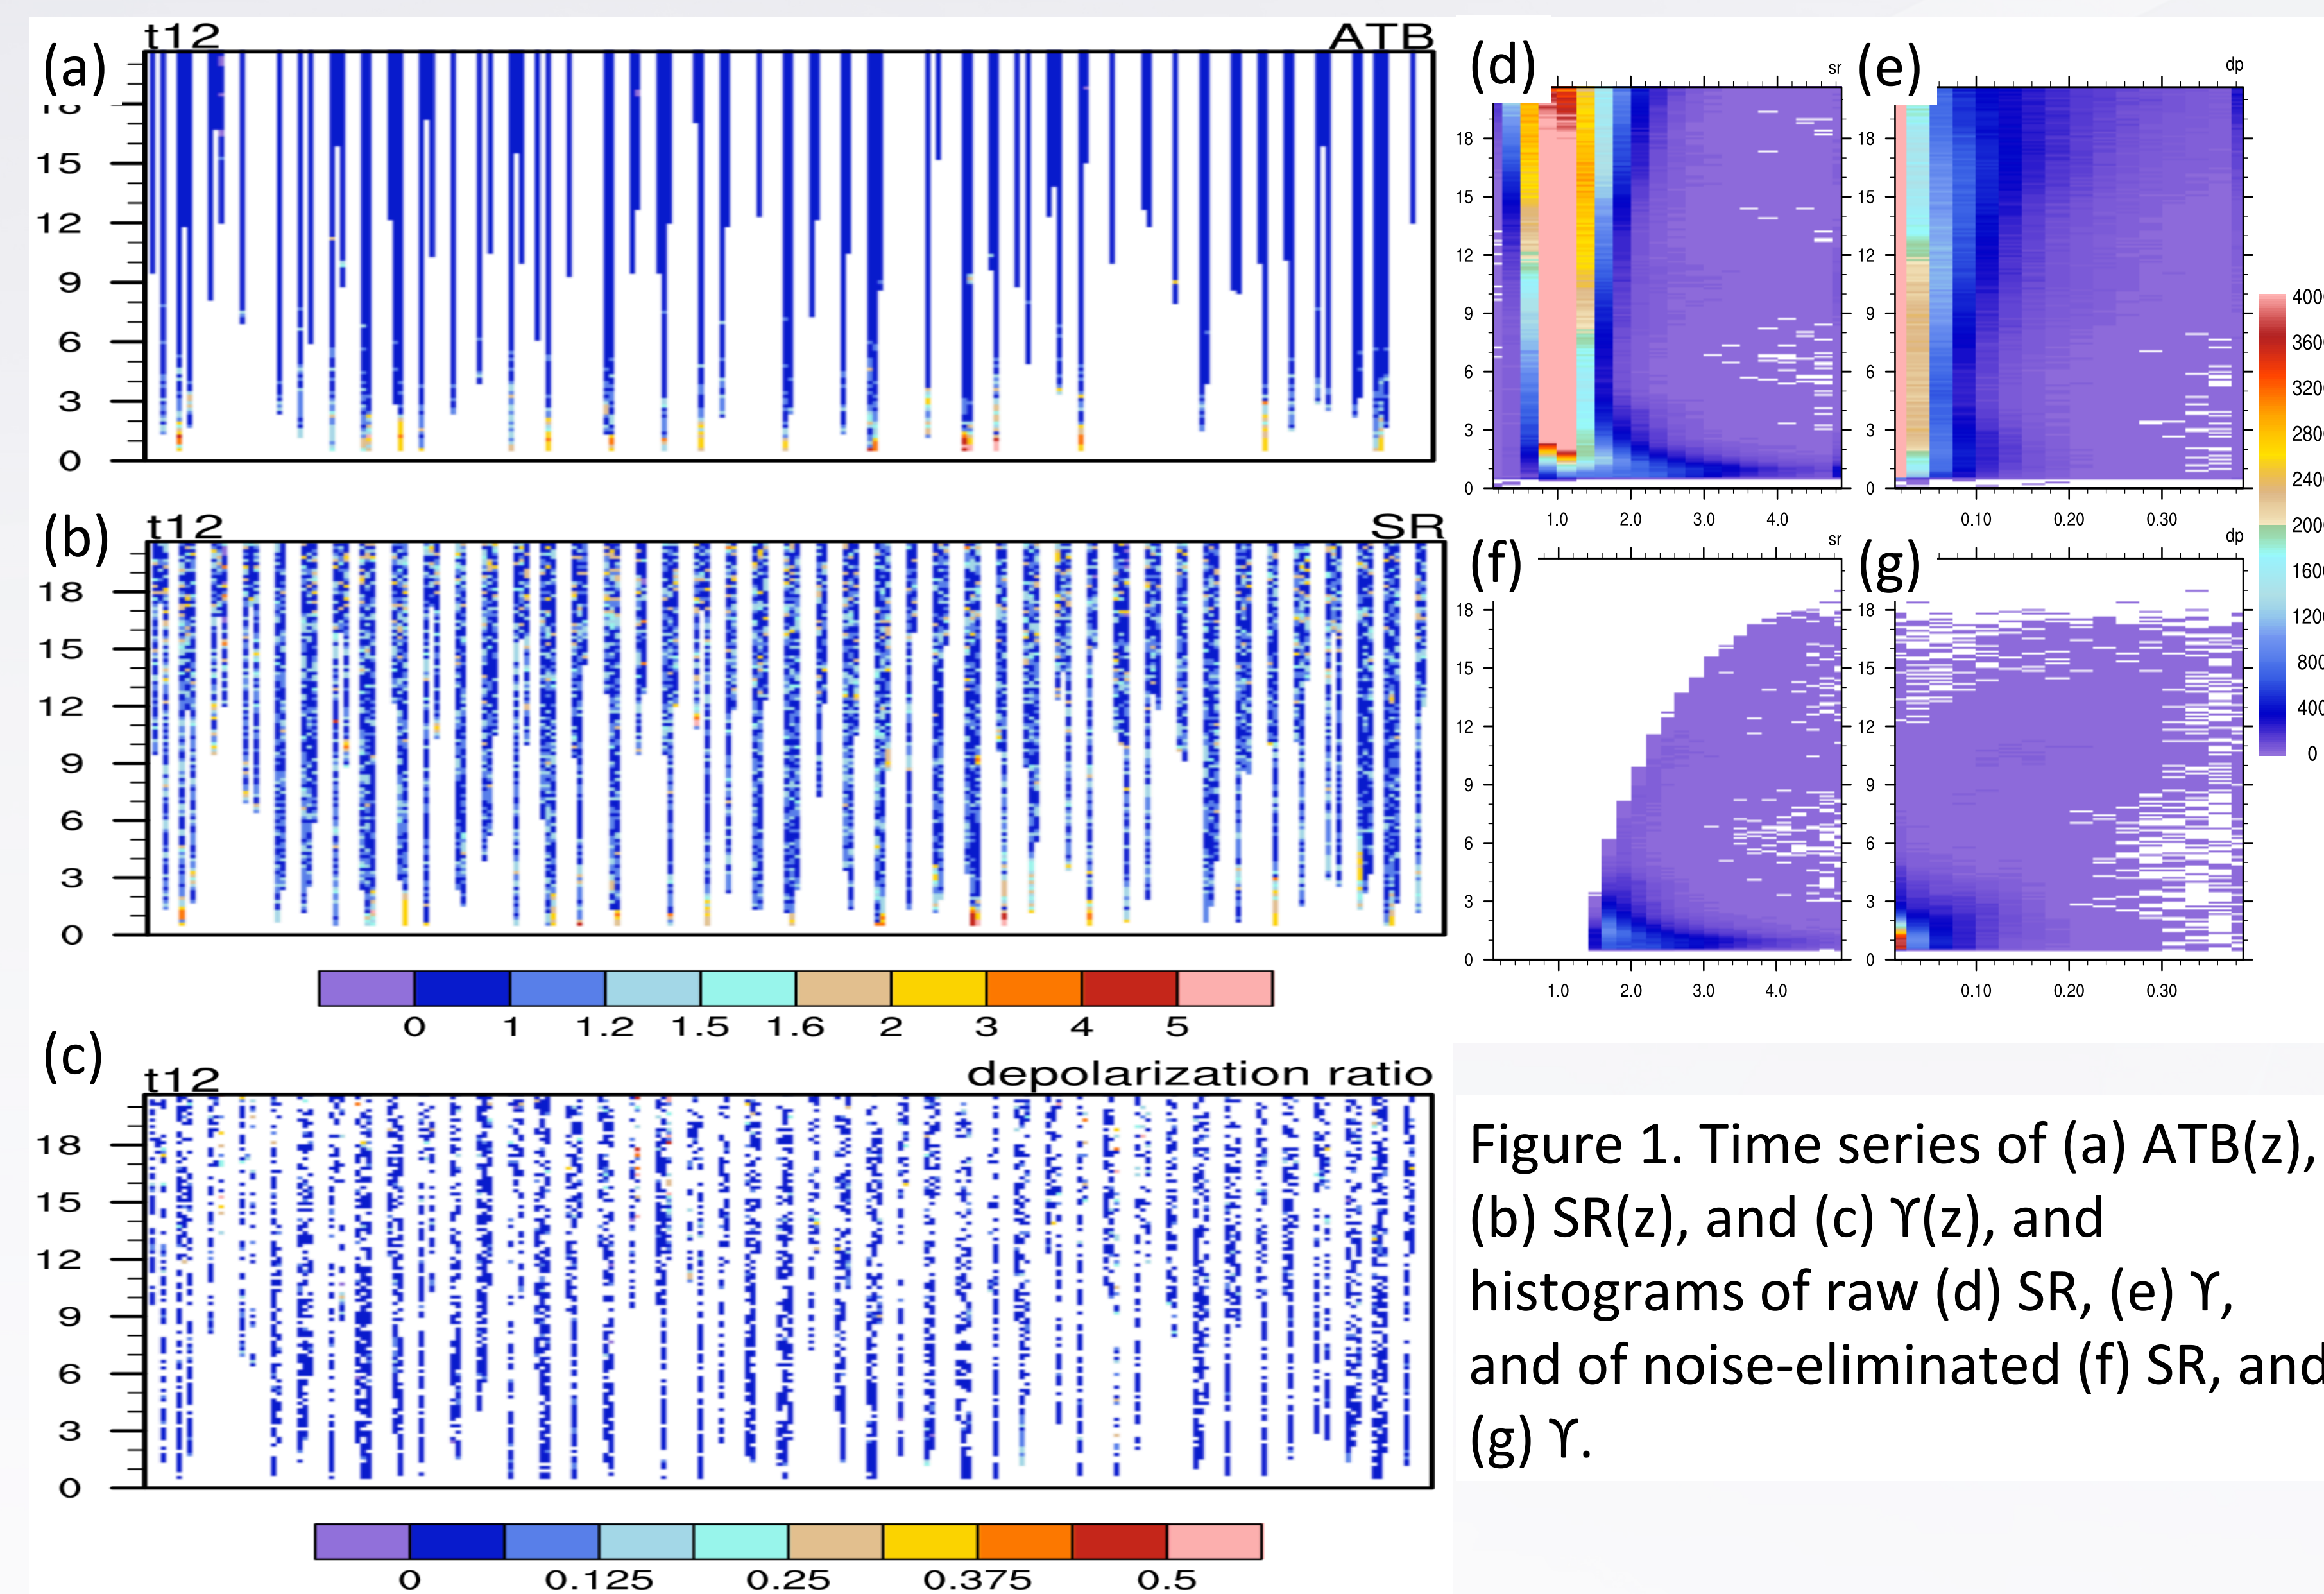 (a)
t12 ATB
18
15
12
9
6
3
0
(b)
t12 SR
18
15
12
9
6
3
0
0 1 1.2 1.5 1.6 2 3 4 5
(c)
t12 depolarization ratio
18
15
12
9
6
3
0
0 0.125 0.25 0.375 0.5
(d) sr
18
15
12
9
6
3
0
1.0 2.0 3.0 4.0
(e) dp
18
15
12
9
6
3
0
0.10 0.20 0.30
(f) sr
18
15
12
9
6
3
0
1.0 2.0 3.0 4.0
(g) dp
18
15
12
9
6
3
0
0.10 0.20 0.30
800
400
0
Figure 1. Time series of (a) ATB(z),
(b) SR(z), and (c) ϒ(z), and
histograms of raw (d) SR, (e) ϒ,
and of noise-eliminated (f) SR, and
(g) ϒ.